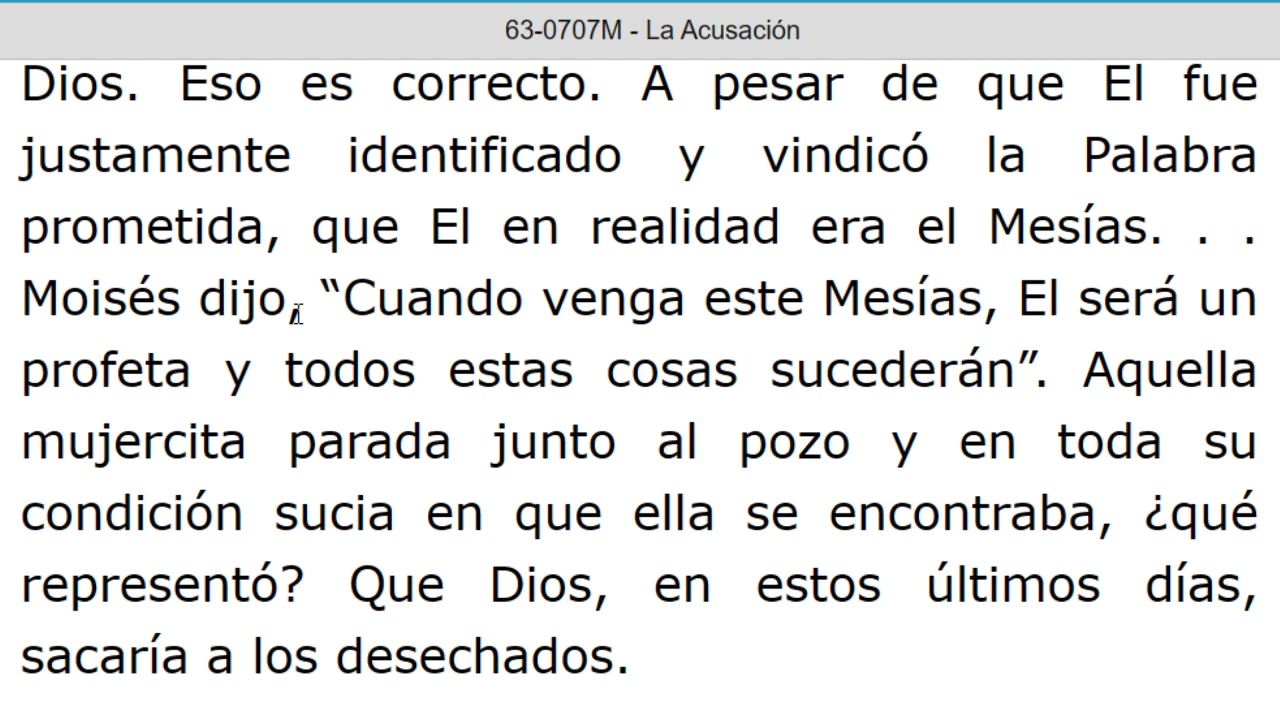 63-0707M - La Acusación
Dios. Eso es correcto. A pesar de que El fue
justamente identificado y vindicó la Palabra
prometida, que El en realidad era el Mesías. . .
Moisés dijo, “Cuando venga este Mesías, El será un
profeta y todos estas cosas sucederán”. Aquella
mujercita parada junto al pozo y en toda su
condición sucia en que ella se encontraba, ¿qué
representó? Que Dios, en estos últimos días,
sacaría a los desechados.